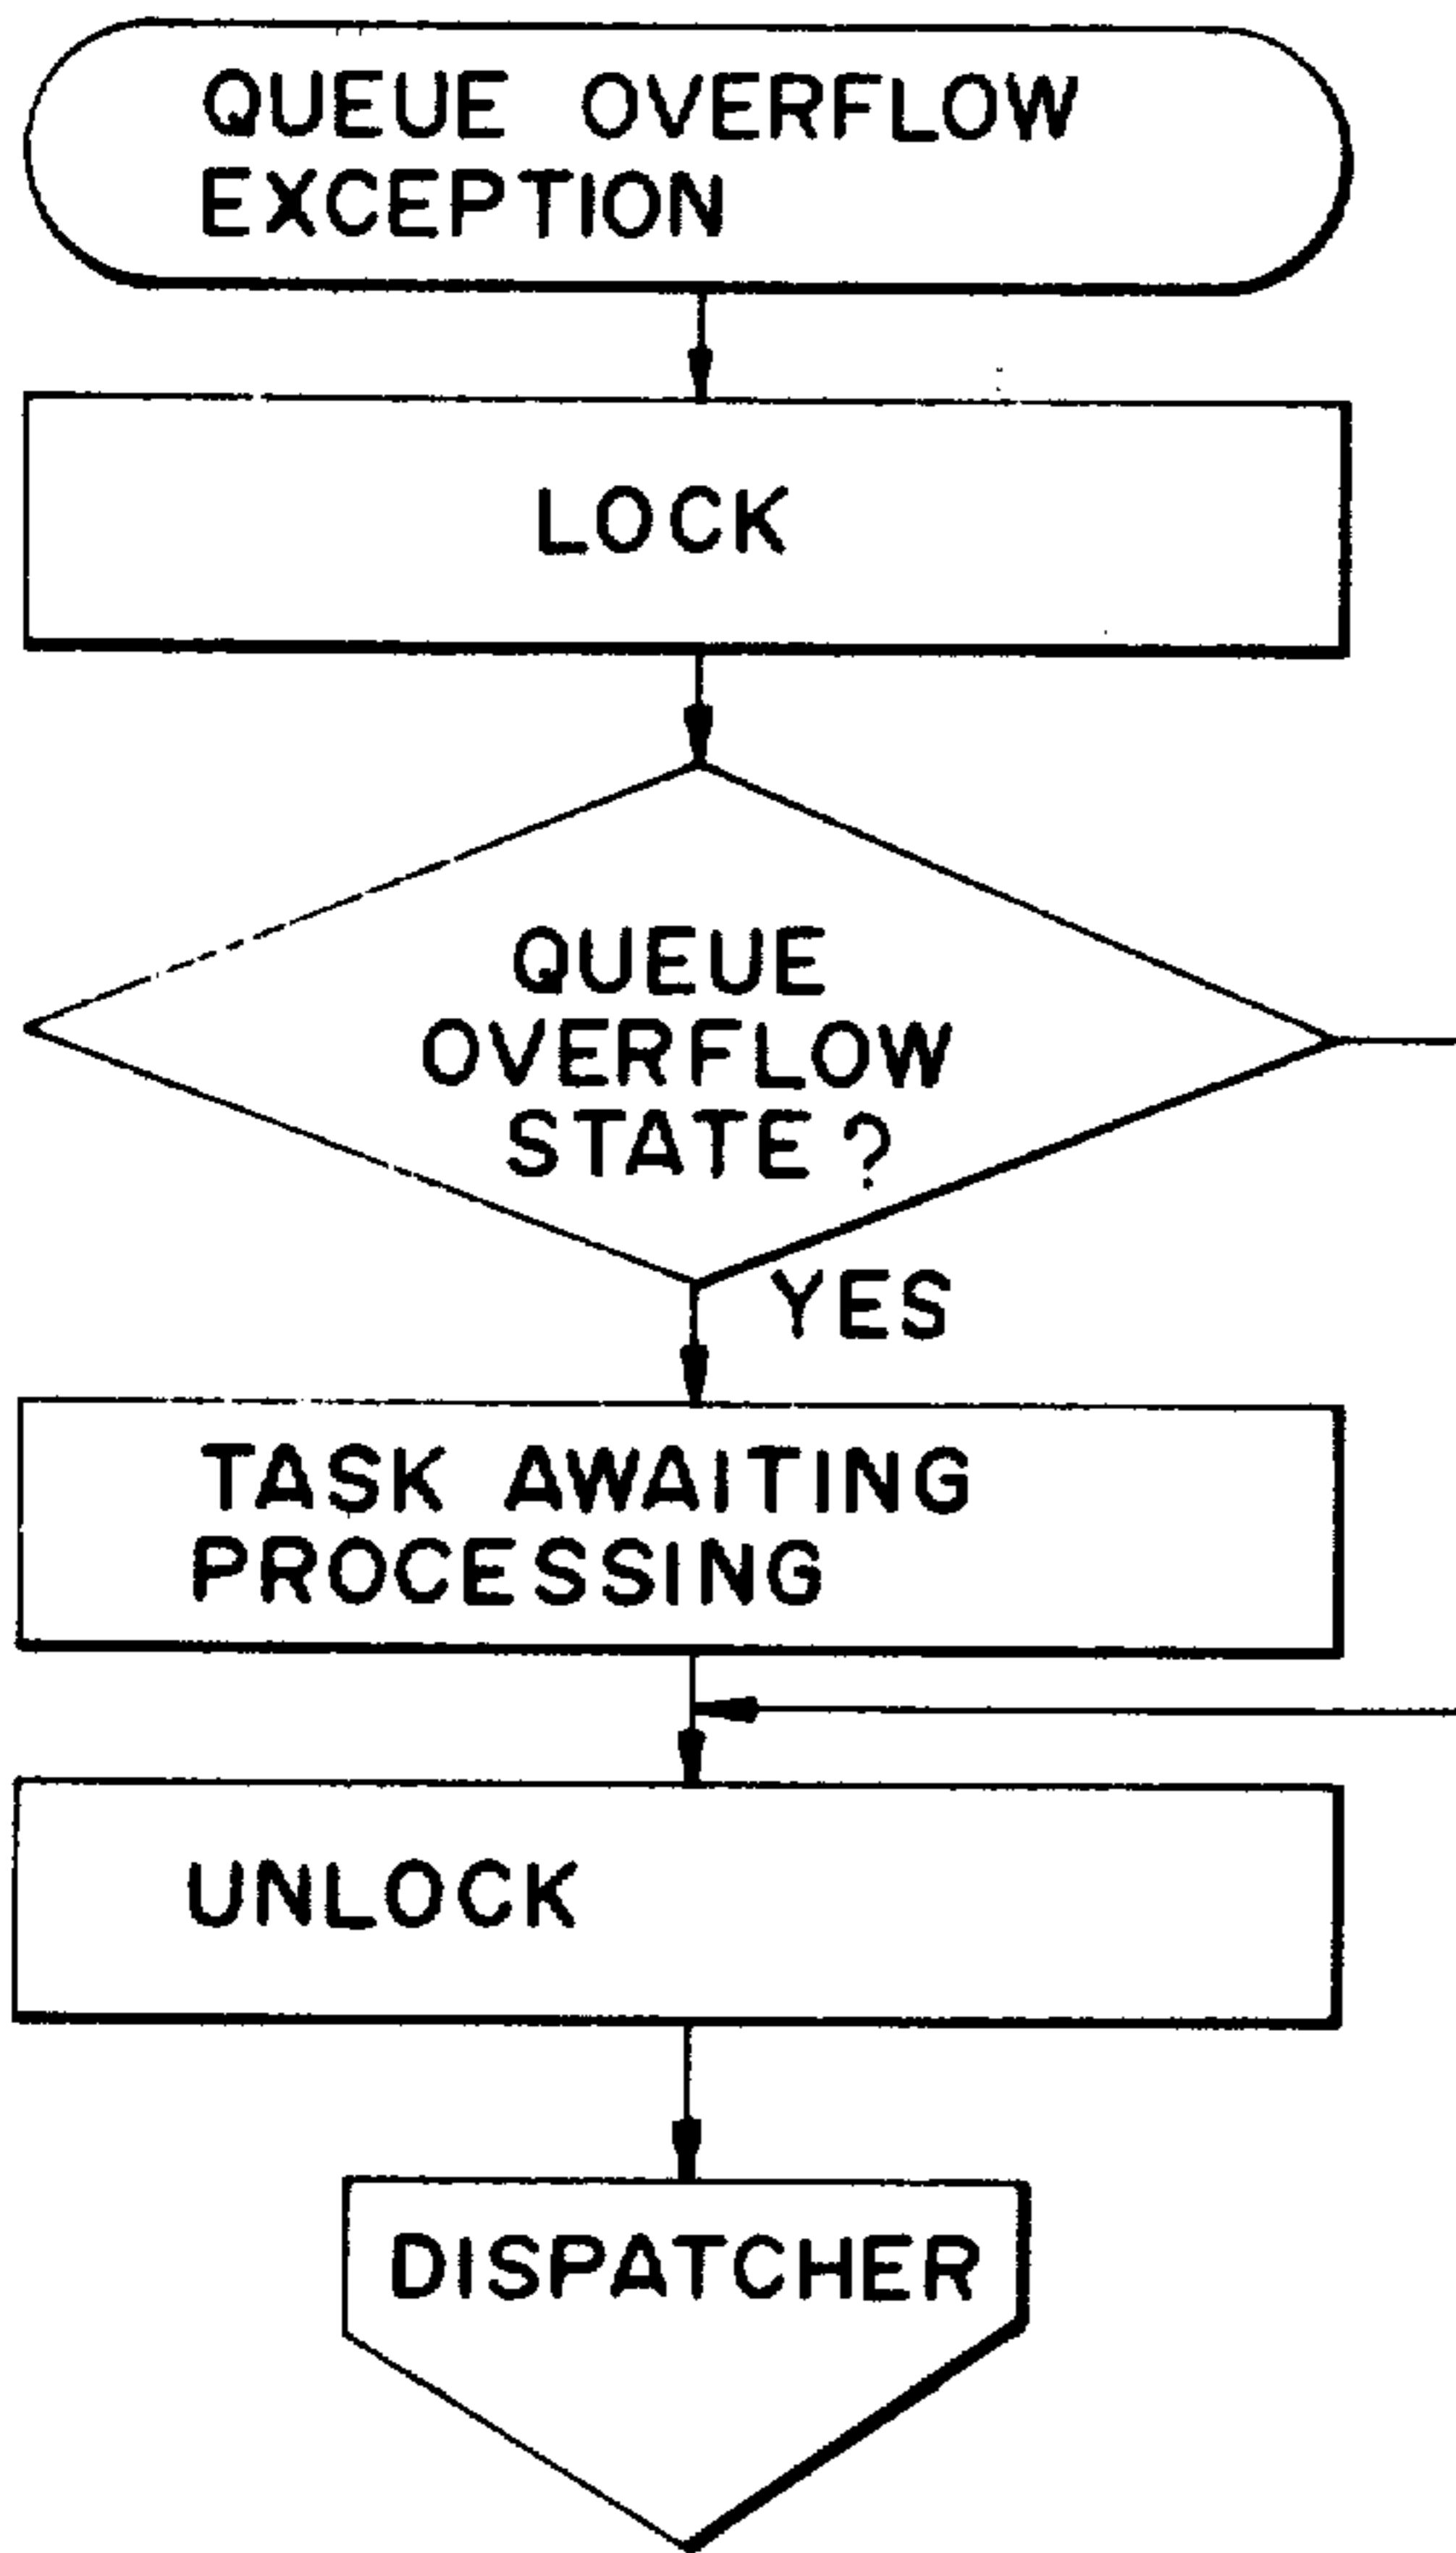 QUEUE OVERFLOW
EXCEPTION
LOCK
QUEUE
OVERFLOW
STATE?
YES
TASK AWAITING
PROCESSING
UNLOCK
DISPATCHER